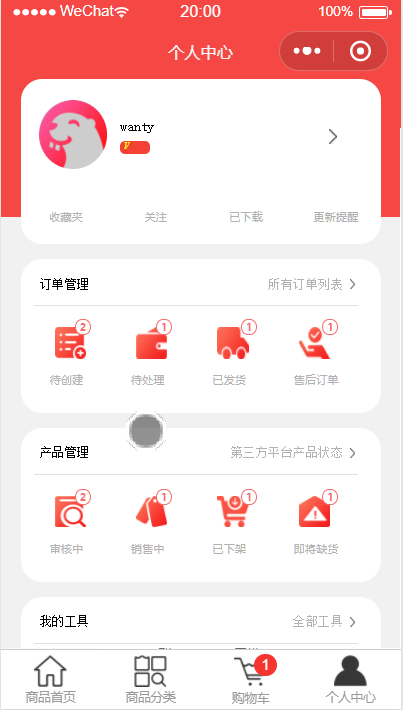 WeChat 20:00 100%
个人中心
wanty
V
收藏夹 关注 已下载 更新提醒
订单管理 所有订单列表
2 1 1 1
待创建 待处理 已发货 售后订单
产品管理 第三方平台产品状态
2 1 1 1
审核中 销售中 已下架 即将缺货
我的工具 全部工具
1
商品首页 商品分类 购物车 个人中心